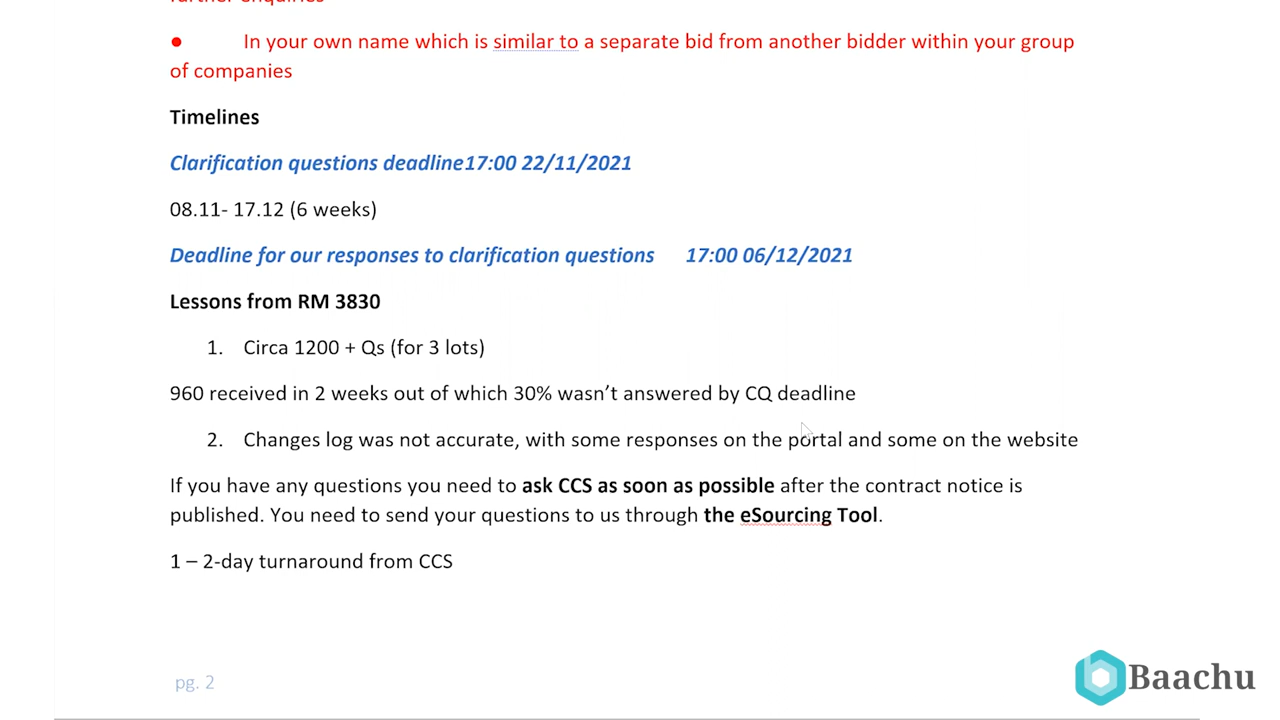 further enquiries
● In your own name which is similar to a separate bid from another bidder within your group
of companies
Timelines
Clarification questions deadline17:00 22/11/2021
08.11- 17.12 (6 weeks)
Deadline for our responses to clarification questions 17:00 06/12/2021
Lessons from RM 3830
1. Circa 1200 + Qs (for 3 lots)
960 received in 2 weeks out of which 30% wasn’t answered by CQ deadline
2. Changes log was not accurate, with some responses on the portal and some on the website
If you have any questions you need to ask CCS as soon as possible after the contract notice is
published. You need to send your questions to us through the eSourcing Tool.
1 – 2-day turnaround from CCS
pg. 2
Baachu